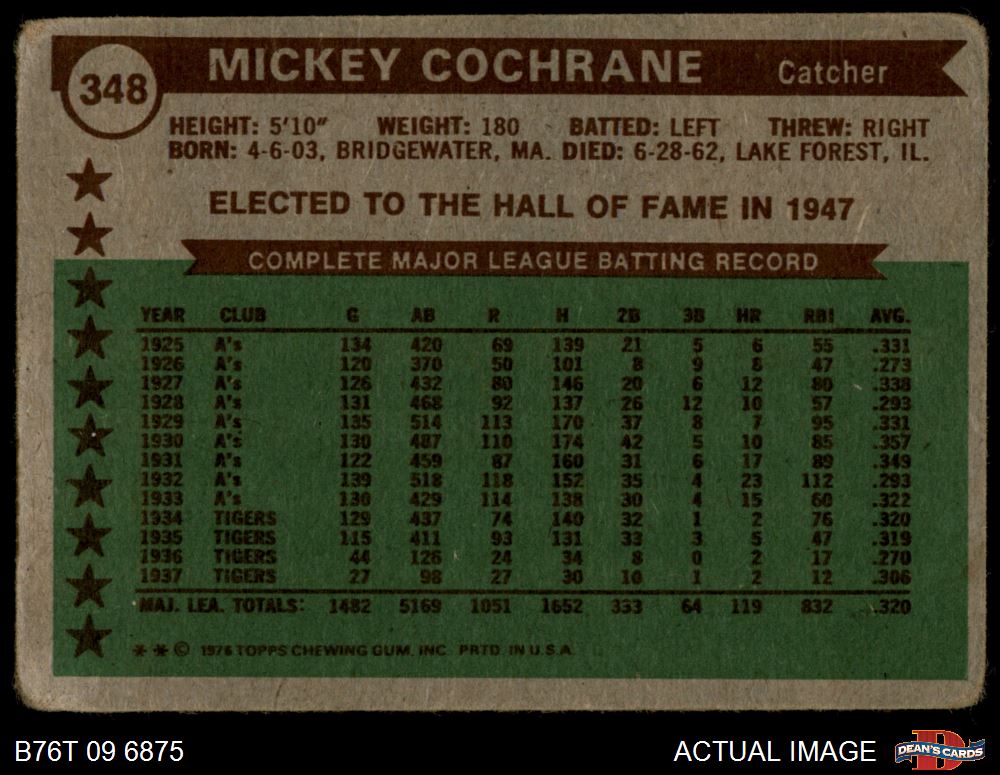 348
MICKEY COCHRANE Catcher
HEIGHT: 5'10" WEIGHT: 180 BATTED: LEFT THREW: RIGHT
BORN: 4-6-03, BRIDGEWATER, MA. DIED: 6-28-62, LAKE FOREST, IL.
ELECTED TO THE HALL OF FAME IN 1947
COMPLETE MAJOR LEAGUE BATTING RECORD
YEAR CLUB G AB R H 2B 3B HR RBI AVG.
1925 A's 134 420 69 139 21 5 6 55 .331
1926 A's 120 370 50 101 8 9 8 47 .273
1927 A's 126 432 80 146 20 6 12 80 .338
1928 A's 131 468 92 137 26 12 10 57 .293
1929 A's 135 514 113 170 37 8 7 95 .331
1930 A's 130 487 110 174 42 5 10 85 .357
1931 A's 122 459 87 160 31 6 17 89 .349
1932 A's 139 518 118 152 35 4 23 112 .293
1933 A's 130 429 114 138 30 4 15 60 .322
1934 TIGERS 129 437 74 140 32 1 2 76 .320
1935 TIGERS 115 411 93 131 33 3 5 47 .319
1936 TIGERS 44 126 24 34 8 0 2 17 .270
1937 TIGERS 27 98 27 30 10 1 2 12 .306
MAJ. LEA. TOTALS: 1482 5169 1051 1652 333 64 119 832 .320
* * © 1976 TOPPS CHEWING GUM, INC. PRTD. IN U.S.A.
B76T 09 6875 ACTUAL IMAGE DEAN'S CARDS